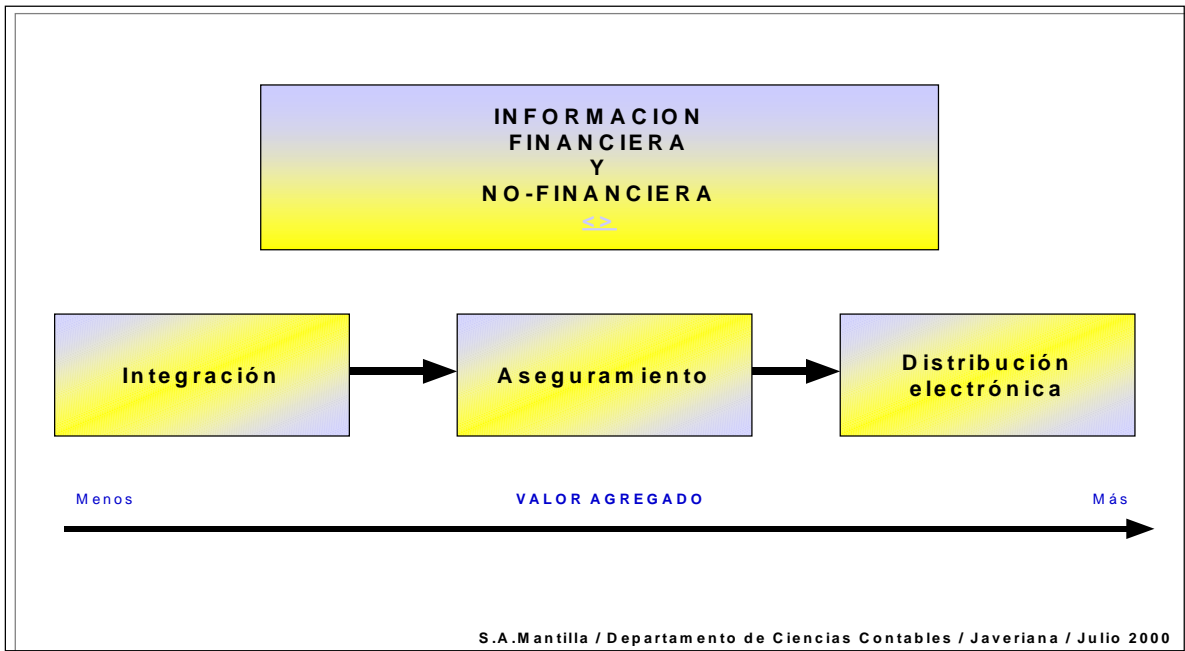 INFORMACION
FINANCIERA
Y
NO-FINANCIERA
<>
Integración
Aseguramiento
Distribución
electrónica
Menos
VALOR AGREGADO
Más
S.A.Mantilla / Departamento de Ciencias Contables / Javeriana / Julio 2000